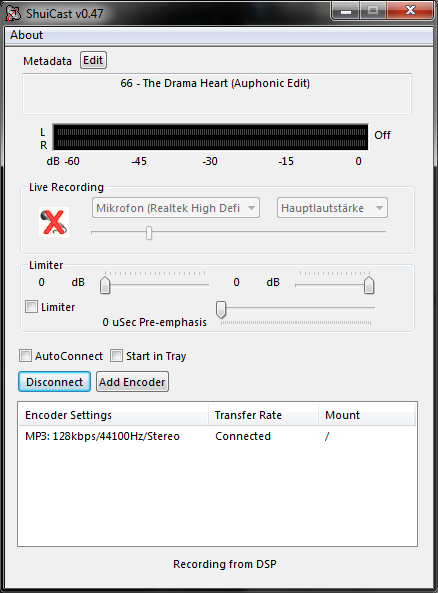 ShuiCast v0.47
About
Metadata Edit
66 - The Drama Heart (Auphonic Edit)
L
R
Off
dB -60 -45 -30 -15 0
Live Recording
Mikrofon (Realtek High Defi
Hauptlautstärke
Limiter
0 dB 0 dB
Limiter
0 uSec Pre-emphasis
AutoConnect Start in Tray
Disconnect Add Encoder
Encoder Settings Transfer Rate Mount
MP3: 128kbps/44100Hz/Stereo Connected /
Recording from DSP